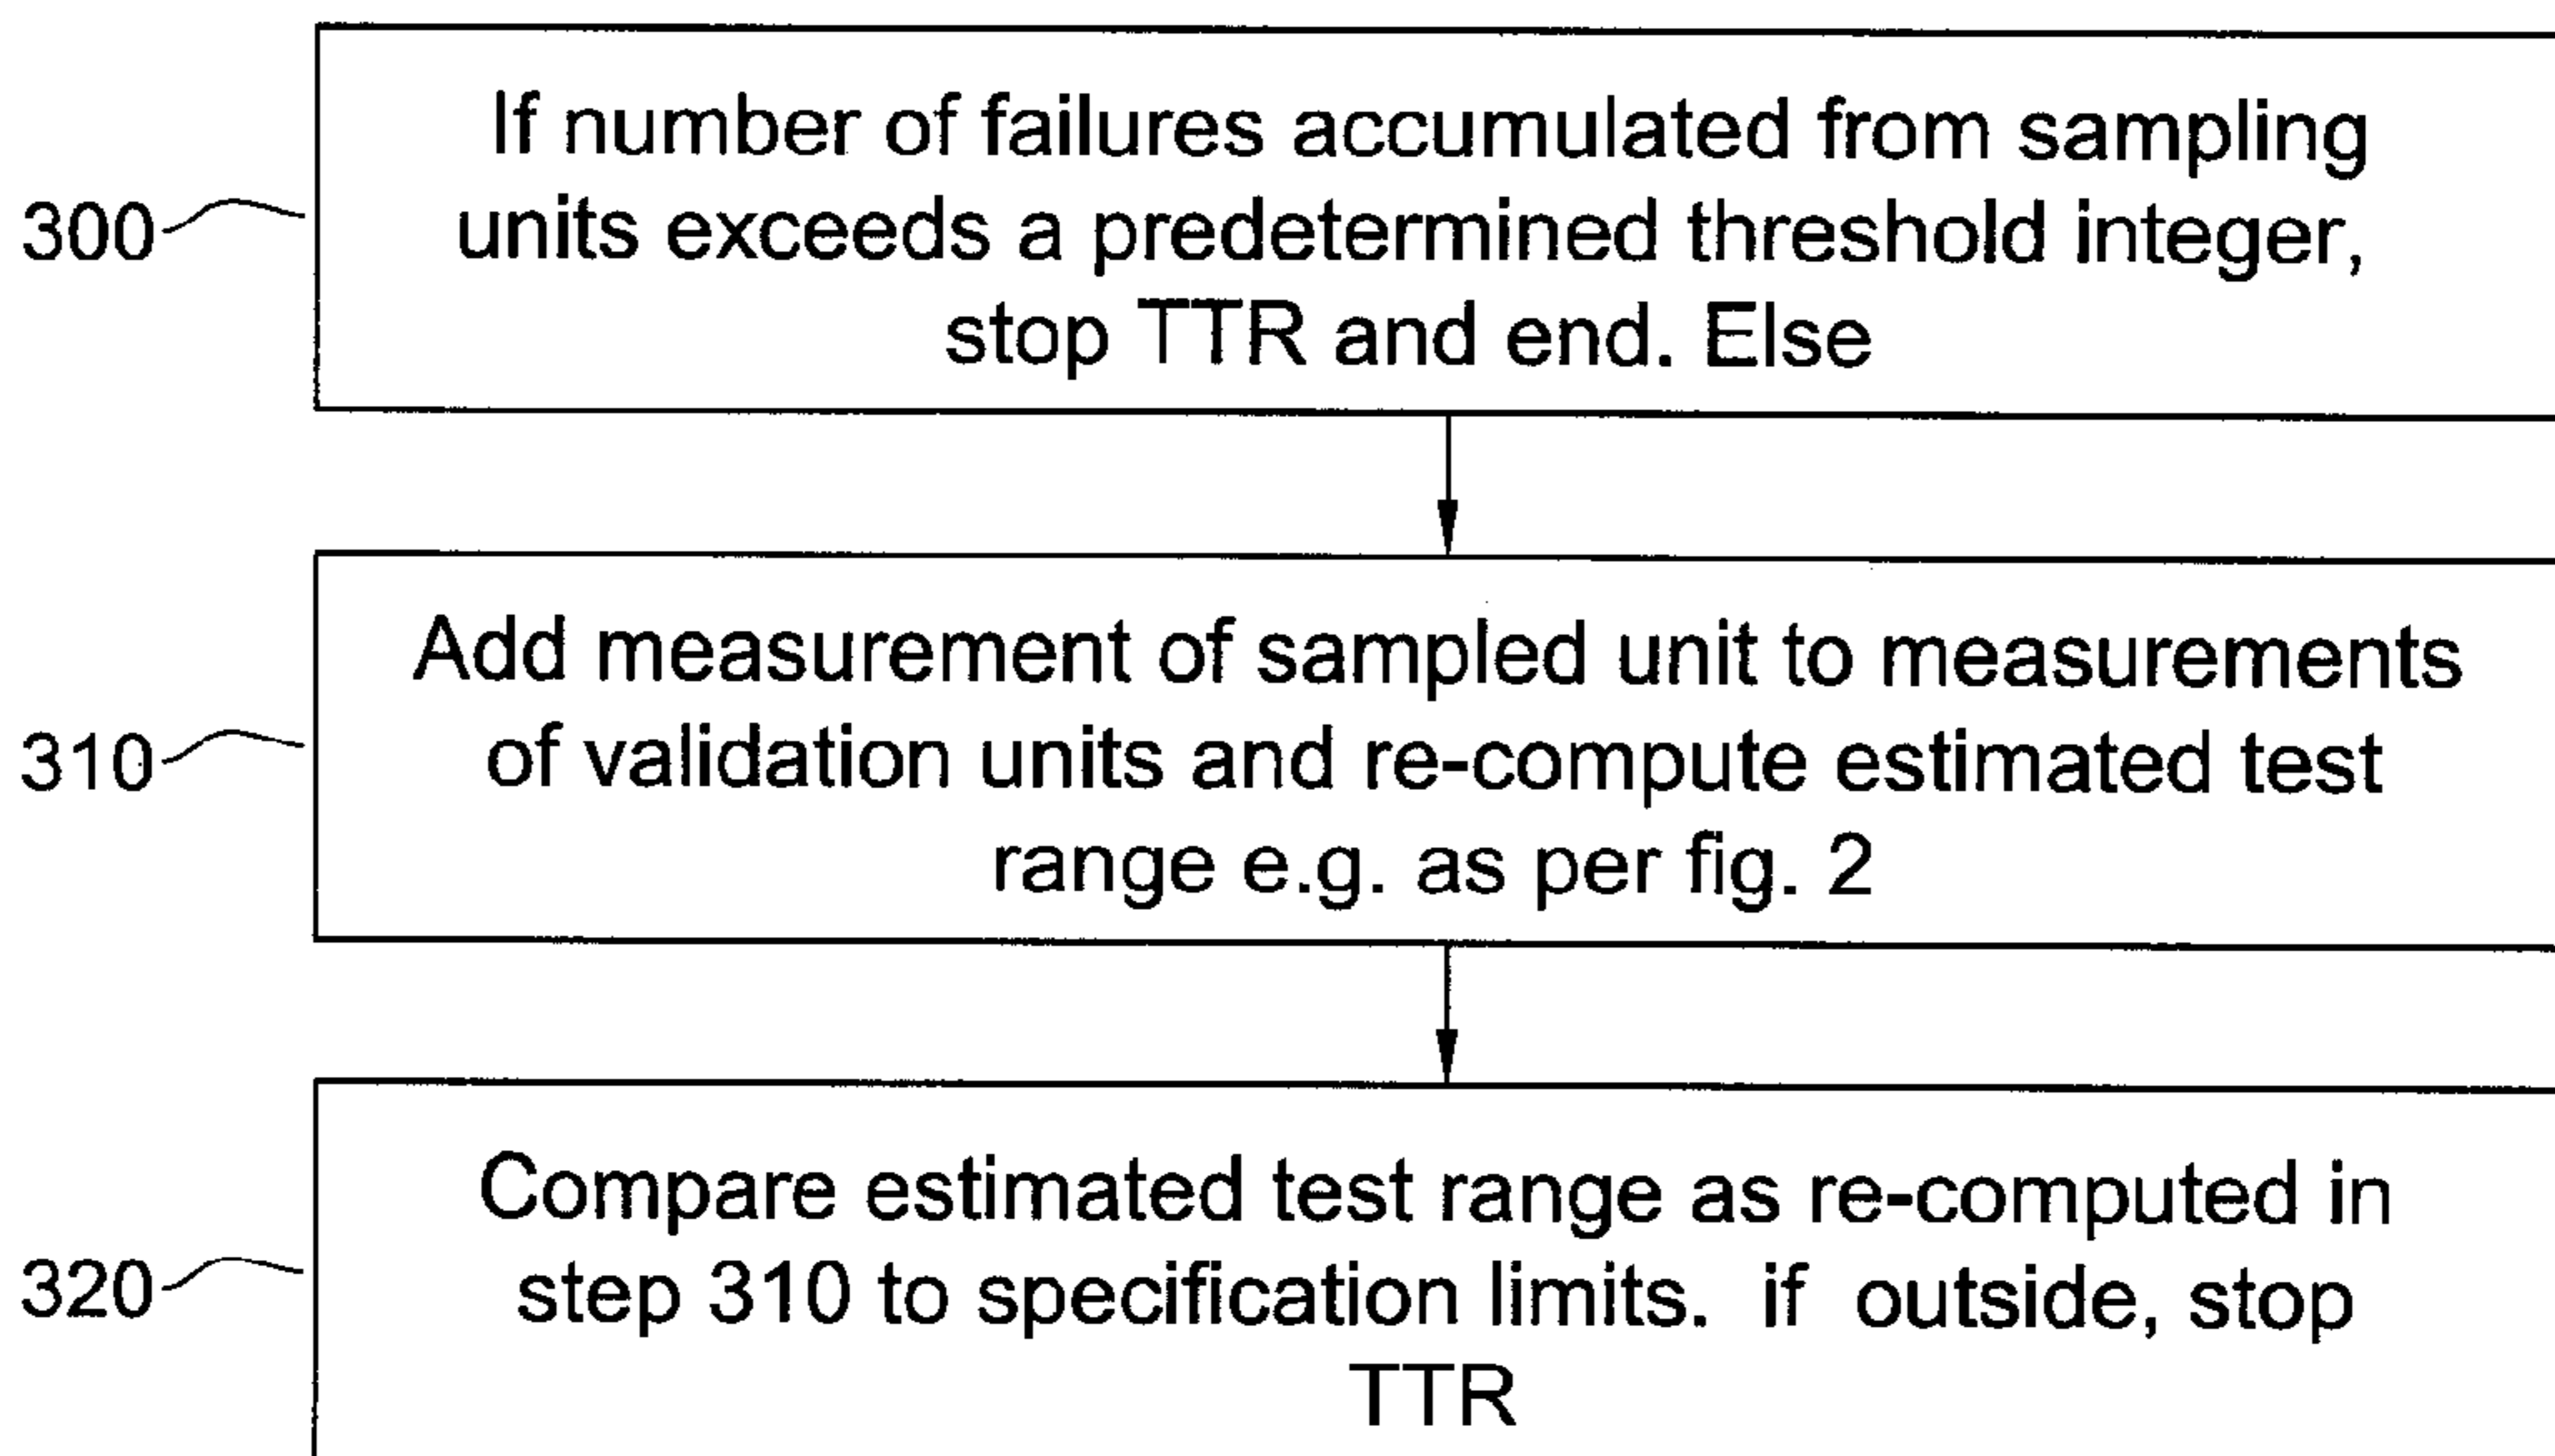 If number of failures accumulated from sampling
300
units exceeds a predetermined threshold integer,
stop TTR and end. Else
Add measurement of sampled unit to measurements
310
of validation units and re-compute estimated test
range e.g. as per fig. 2
Compare estimated test range as re-computed in
320
step 310 to specification limits.  if  outside, stop
TTR